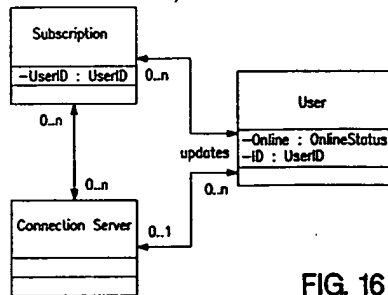 Subscription
-UserID : UserID
0..n
0..n
User
-Online : OnlineStatus
-ID : UserID
updates
0..n
0..n
Connection Server
0..1
FIG. 16